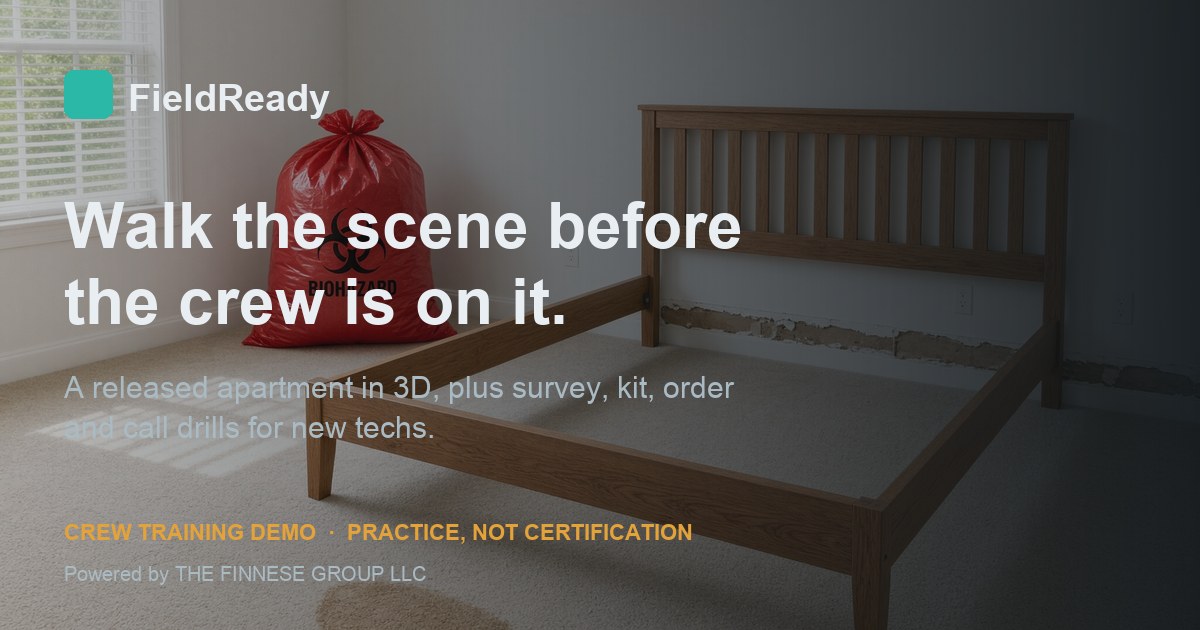 FieldReady
Walk the scene before
the crew is on it.
BIOHAZARD
A released apartment in 3D, plus survey, kit, order
and call drills for new techs.
CREW TRAINING DEMO · PRACTICE, NOT CERTIFICATION
Powered by THE FINNESE GROUP LLC